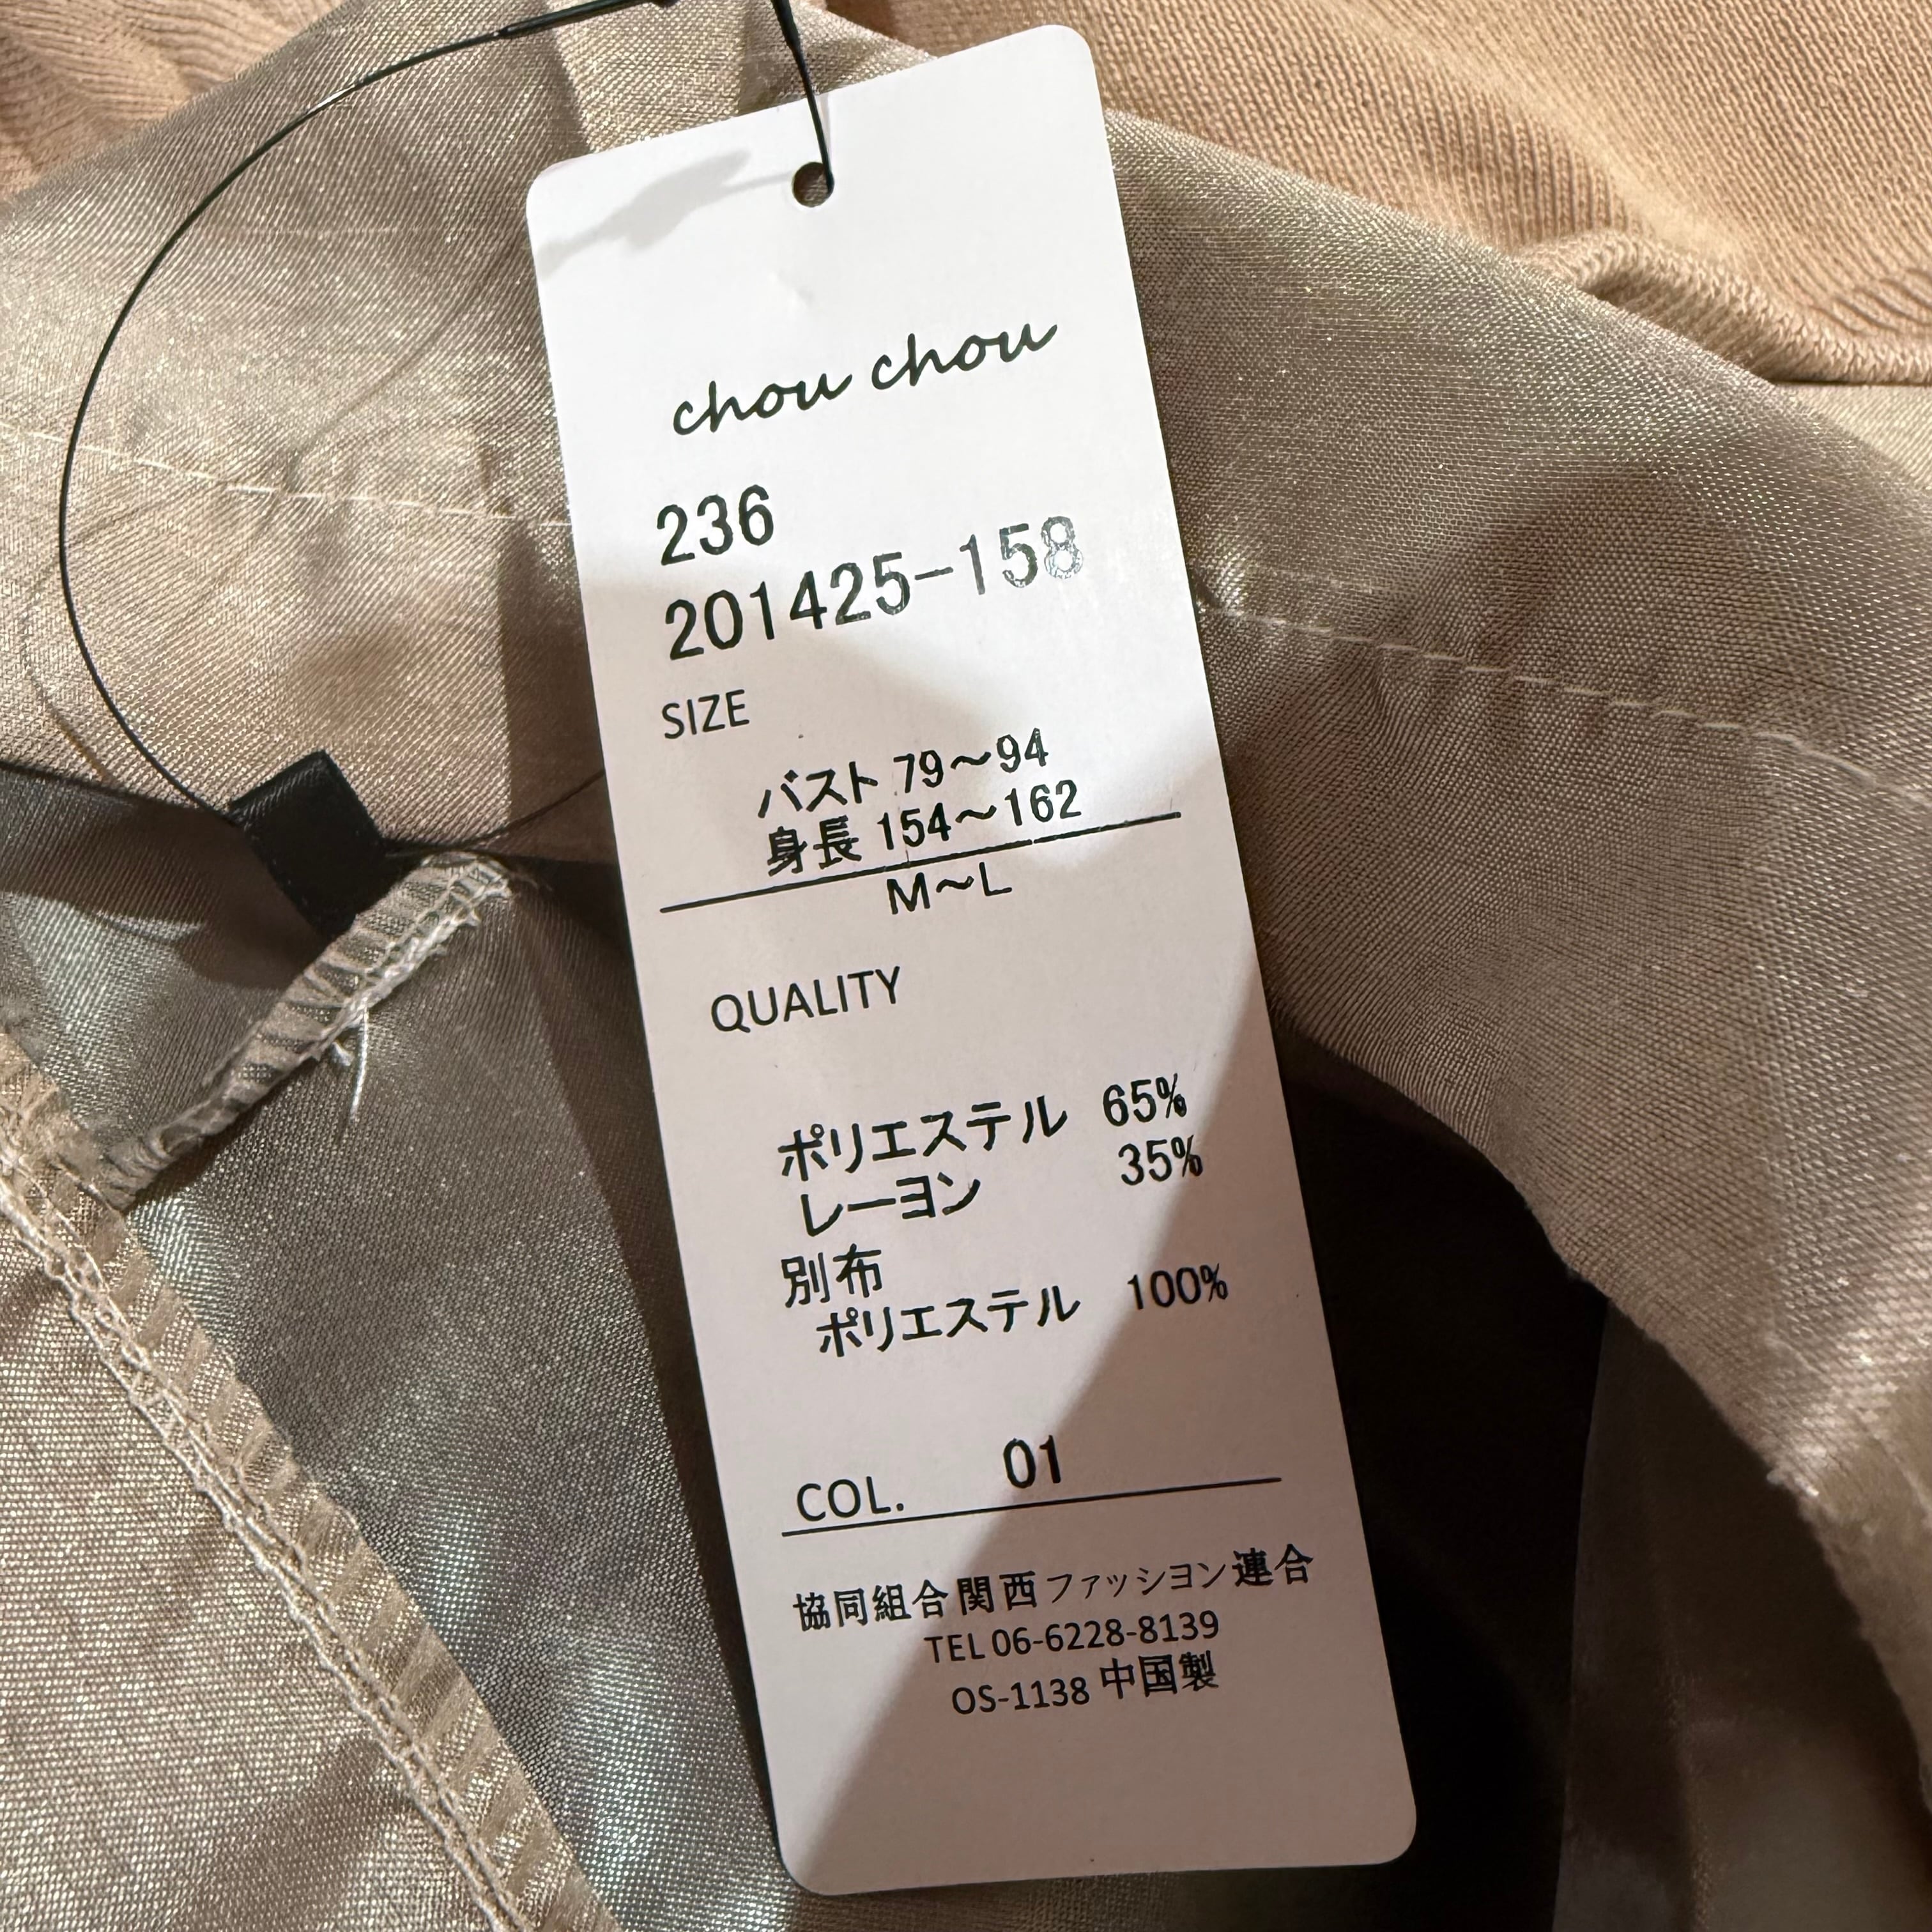 chou chou
236
201425-158
SIZE
バスト 79～94
身長 154～162
M～L
QUALITY
ポリエステル 65%
レーヨン 35%
別布
ポリエステル 100%
COL. 01
協同組合関西ファッション連合
TEL 06-6228-8139
OS-1138 中国製